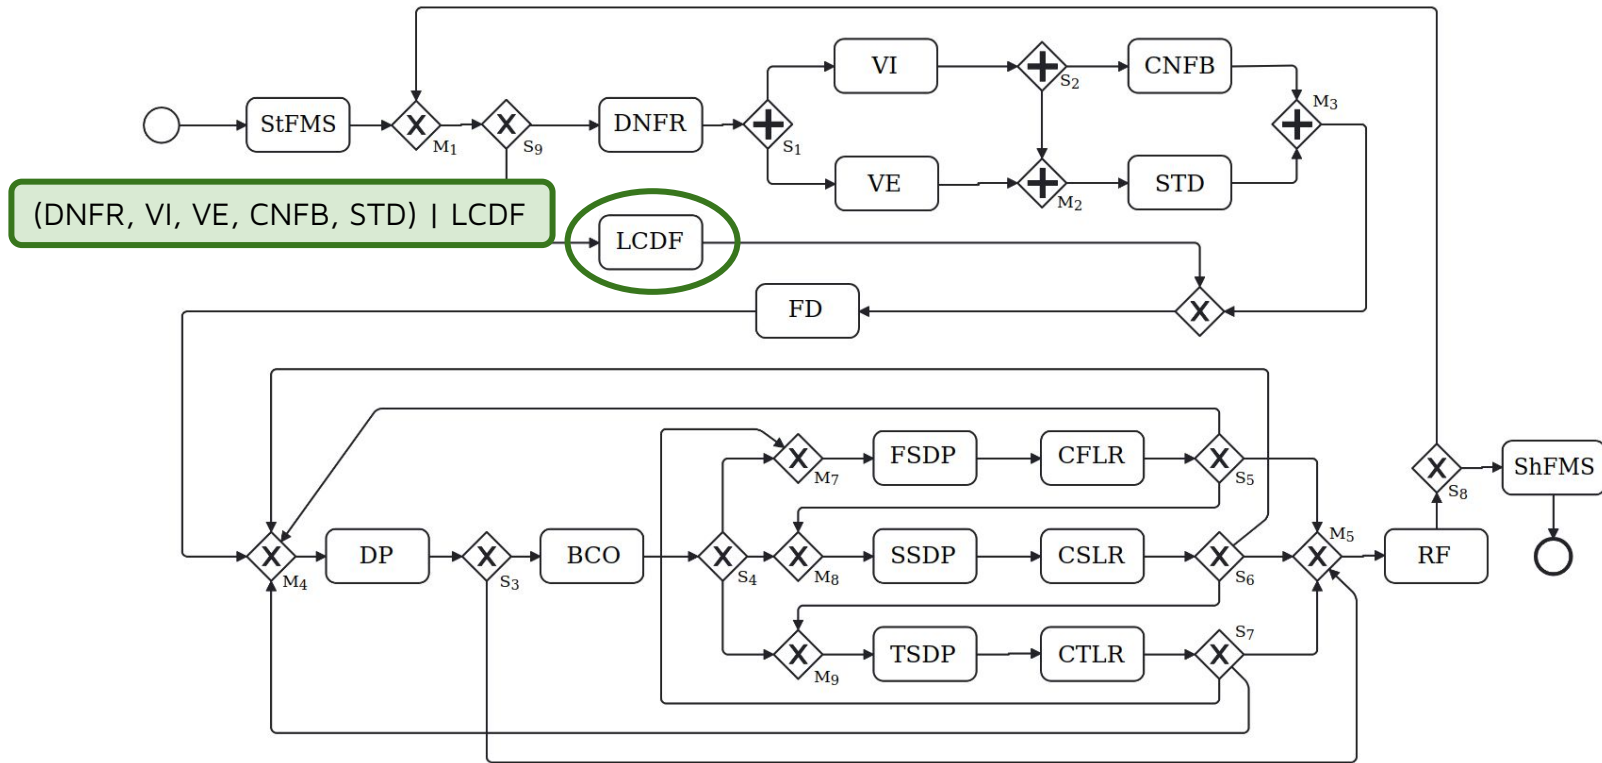 VI
S2
CNFB
M3
StFMS
X
M1
X
S9
DNFR
S1
VE
M2
STD
(DNFR, VI, VE, CNFB, STD) | LCDF
LCDF
FD
X
X
M7
FSDP
CFLR
X
S5
X
S8
ShFMS
X
M4
DP
X
S3
BCO
X
S4
X
M8
SSDP
CSLR
X
S6
X
M5
RF
X
M9
TSDP
CTLR
X
S7